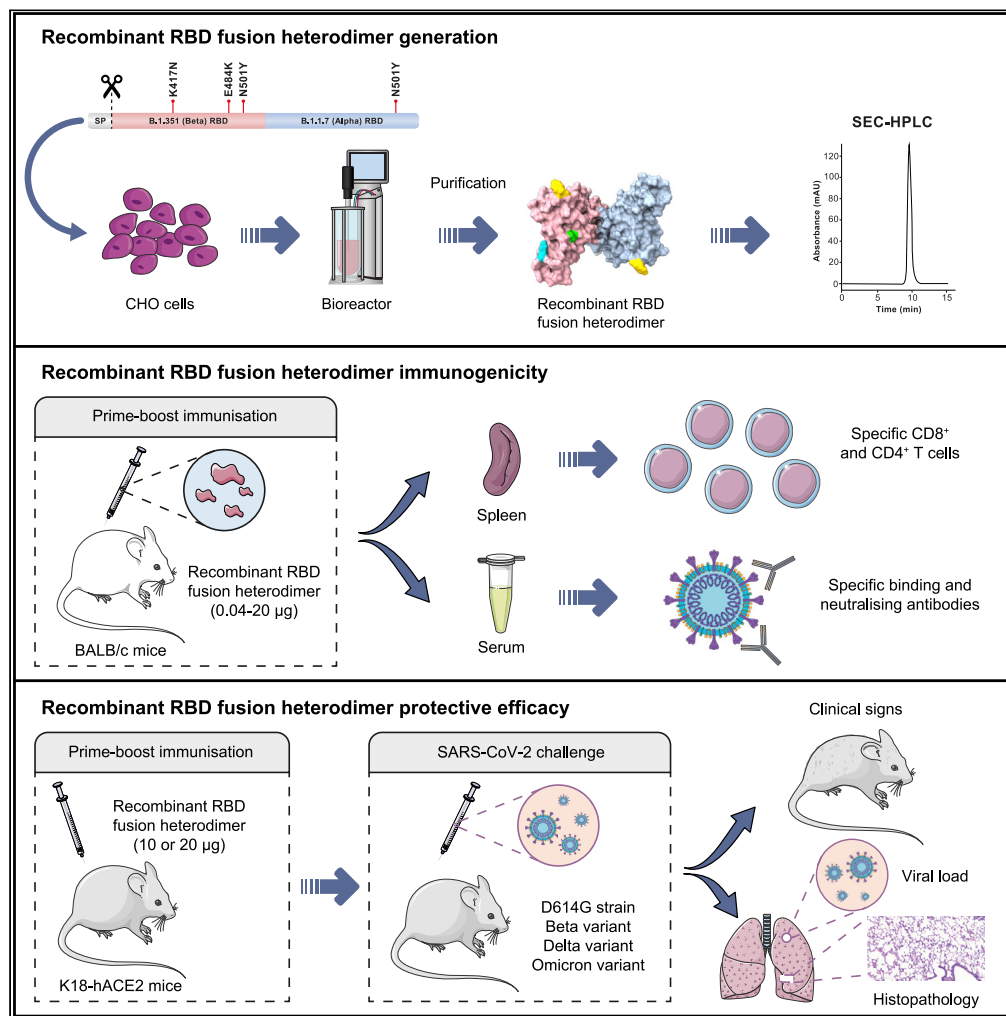 Recombinant RBD fusion heterodimer generation
K417N
E484K
N501Y
N501Y
SP
B.1.351 (Beta) RBD
B.1.1.7 (Alpha) RBD
CHO cells
Bioreactor
Purification
Recombinant RBD
fusion heterodimer
SEC-HPLC
Absorbance (mAU)
120
100
80
60
40
20
0
0
5
10
15
Time (min)
Recombinant RBD fusion heterodimer immunogenicity
Prime-boost immunisation
Recombinant RBD
fusion heterodimer
(0.04-20 µg)
BALB/c mice
Spleen
Specific CD8⁺
and CD4⁺ T cells
Serum
Specific binding and
neutralising antibodies
Recombinant RBD fusion heterodimer protective efficacy
Prime-boost immunisation
Recombinant RBD
fusion heterodimer
(10 or 20 µg)
K18-hACE2 mice
SARS-CoV-2 challenge
D614G strain
Beta variant
Delta variant
Omicron variant
Clinical signs
Viral load
Histopathology